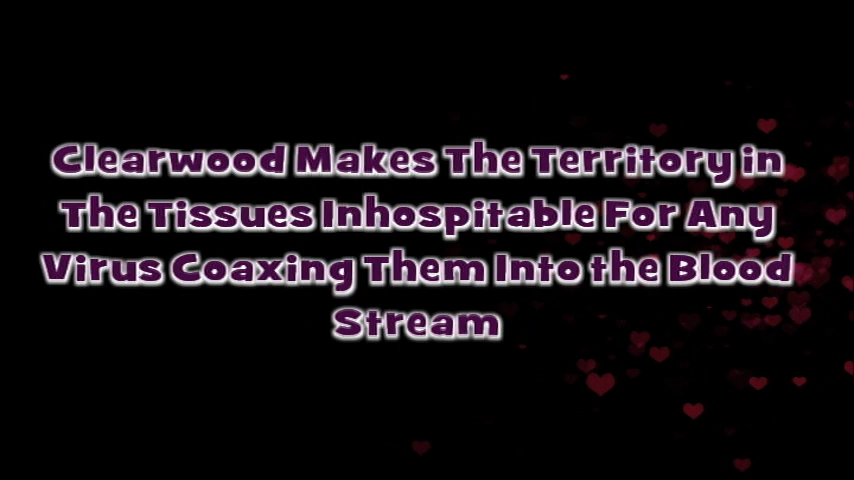 Clearwood Makes The Territory in
The Tissues Inhospitable For Any
Virus Coaxing Them Into the Blood
Stream